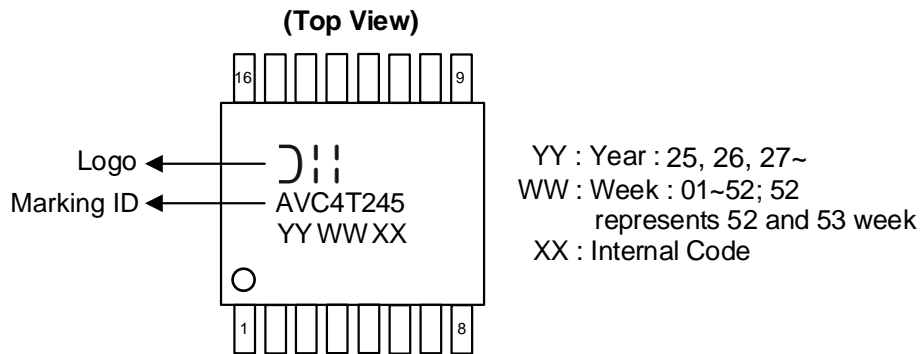 (Top View)
16 9
Logo
Marking ID
AVC4T245
YY WW XX
1 8
YY : Year : 25, 26, 27~
WW : Week : 01~52; 52
represents 52 and 53 week
XX : Internal Code